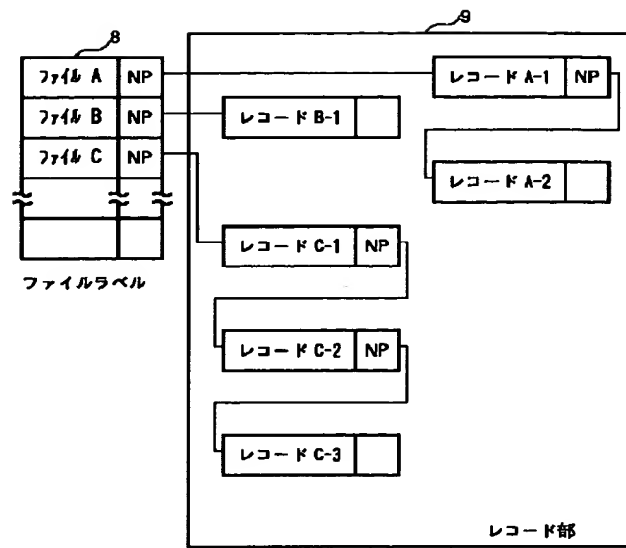 8
9
ファイル A NP
ファイル B NP
ファイル C NP
ファイルラベル
レコード A-1 NP
レコード B-1
レコード A-2
レコード C-1 NP
レコード C-2 NP
レコード C-3
レコード部